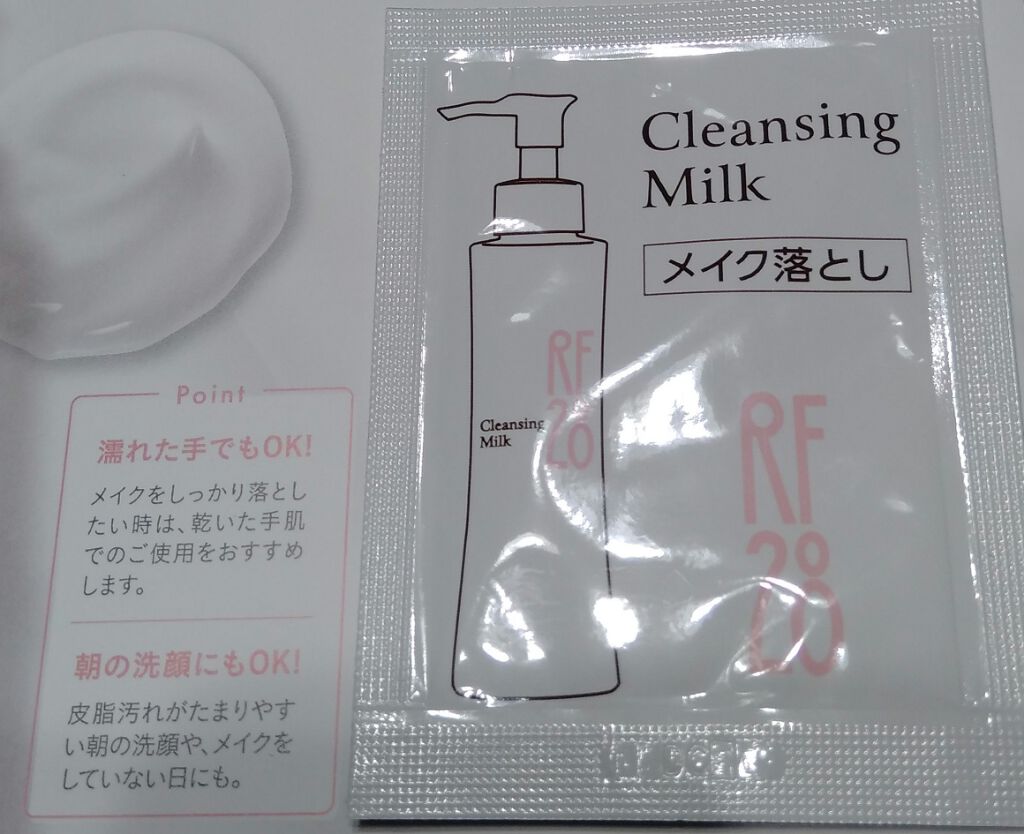 Point
濡れた手でもOK!
メイクをしっかり落とし
たい時は、乾いた手肌
でのご使用をおすすめ
します。
朝の洗顔にもOK!
皮脂汚れがたまりやす
い朝の洗顔や、メイクを
していない日にも。
Cleansing
Milk
メイク落とし
RF
28
Cleansing
Milk
RF
28